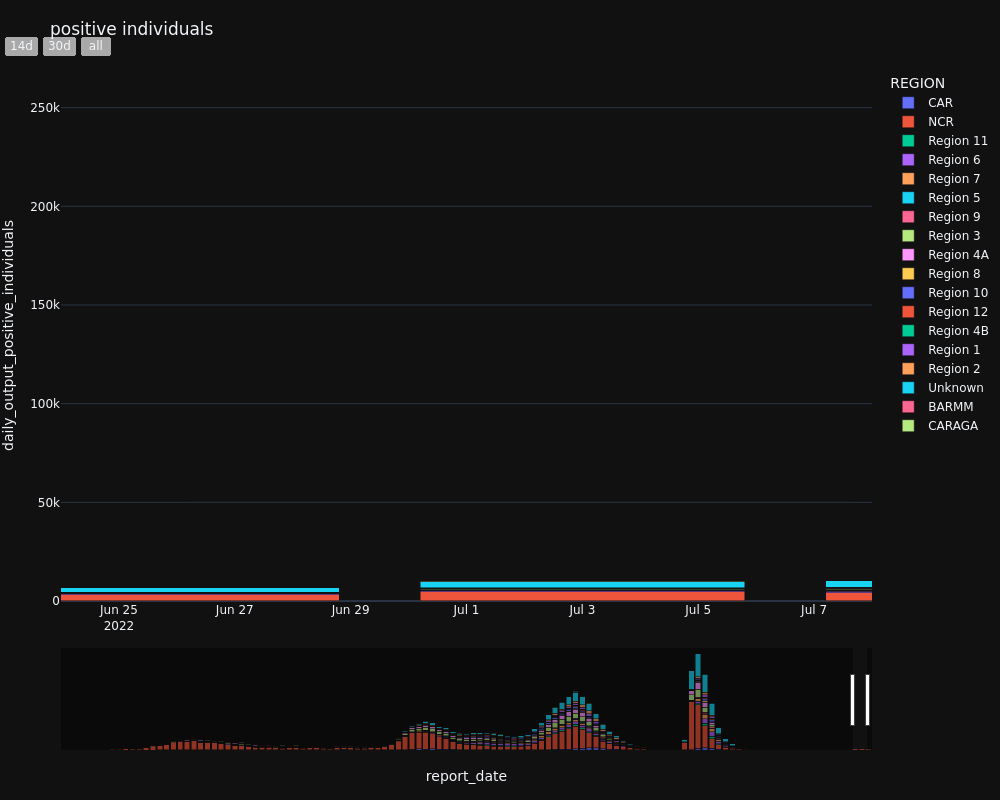 positive individuals
14d 30d all
REGION
CAR
NCR
Region 11
Region 6
Region 7
Region 5
Region 9
Region 3
Region 4A
Region 8
Region 10
Region 12
Region 4B
Region 1
Region 2
Unknown
BARMM
CARAGA
daily_output_positive_individuals
250k
200k
150k
100k
50k
0
Jun 25 Jun 27 Jun 29 Jul 1 Jul 3 Jul 5 Jul 7
2022
report_date